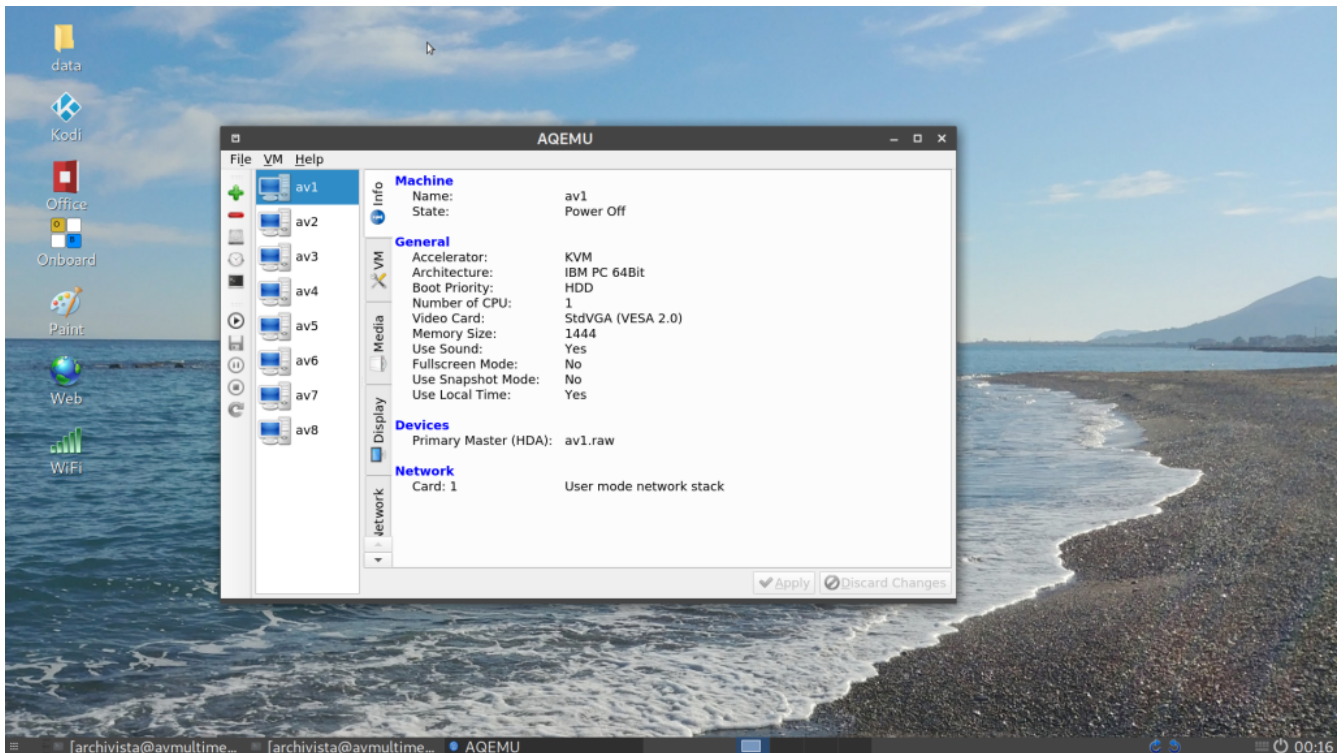 data
Kodi
Office
Onboard
Paint
Web
WiFi
AQEMU
File VM Help
av1
av2
av3
av4
av5
av6
av7
av8
Info
VM
Media
Display
Network
Machine
Name: av1
State: Power Off
General
Accelerator: KVM
Architecture: IBM PC 64Bit
Boot Priority: HDD
Number of CPU: 1
Video Card: StdVGA (VESA 2.0)
Memory Size: 1444
Use Sound: Yes
Fullscreen Mode: No
Use Snapshot Mode: No
Use Local Time: Yes
Devices
Primary Master (HDA): av1.raw
Network
Card: 1 User mode network stack
Apply Discard Changes
[archivista@avmultime... [archivista@avmultime... AQEMU 00:16